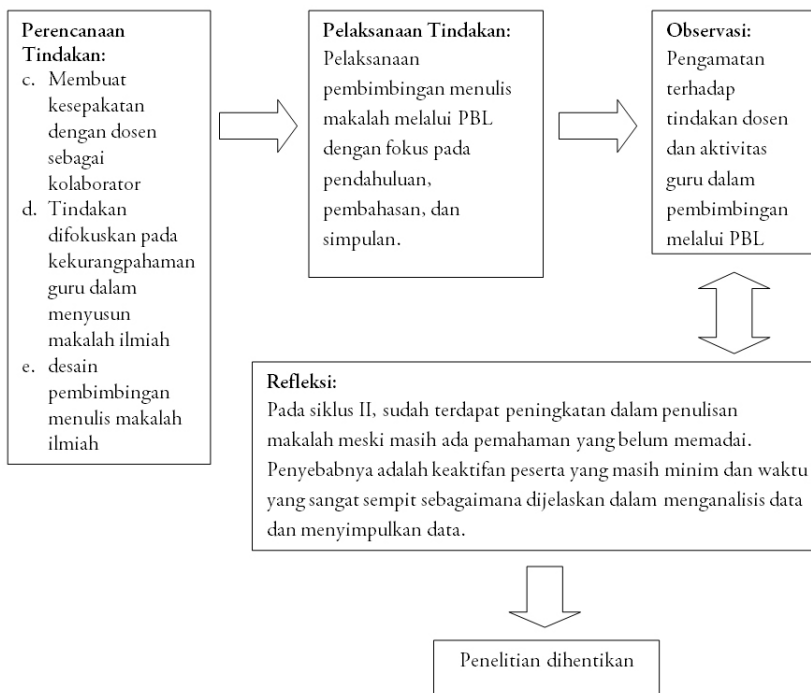 Perencanaan
Tindakan:
c. Membuat
kesepakatan
dengan dosen
sebagai
kolaborator
d. Tindakan
difokuskan pada
kekurangpahaman
guru dalam
menyusun
makalah ilmiah
e. desain
pembimbingan
menulis makalah
ilmiah
Pelaksanaan Tindakan:
Pelaksanaan
pembimbingan menulis
makalah melalui PBL
dengan fokus pada
pendahuluan,
pembahasan, dan
simpulan.
Observasi:
Pengamatan
terhadap
tindakan dosen
dan aktivitas
guru dalam
pembimbingan
melalui PBL
Refleksi:
Pada siklus II, sudah terdapat peningkatan dalam penulisan
makalah meski masih ada pemahaman yang belum memadai.
Penyebabnya adalah keaktifan peserta yang masih minim dan waktu
yang sangat sempit sebagaimana dijelaskan dalam menganalisis data
dan menyimpulkan data.
Penelitian dihentikan